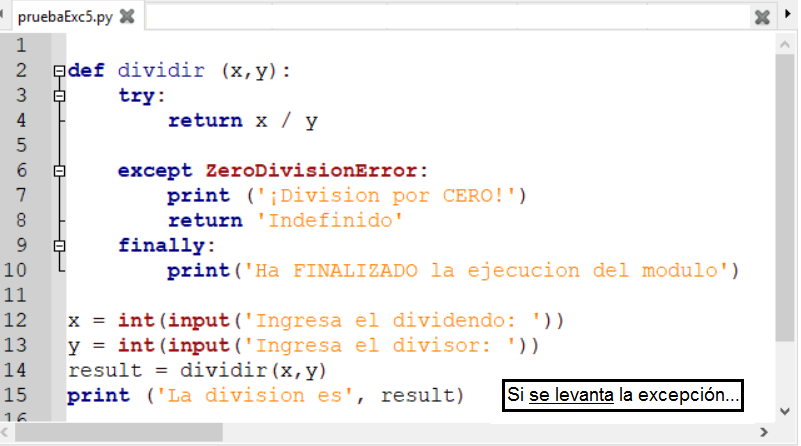 pruebaExc5.py
1
2 def dividir (x,y):
3 try:
4 return x / y
5
6 except ZeroDivisionError:
7 print ('¡Division por CERO!')
8 return 'Indefinido'
9 finally:
10 print('Ha FINALIZADO la ejecucion del modulo')
11
12 x = int(input('Ingresa el dividendo: '))
13 y = int(input('Ingresa el divisor: '))
14 result = dividir(x,y)
15 print ('La division es', result)
Si se levanta la excepción...
16